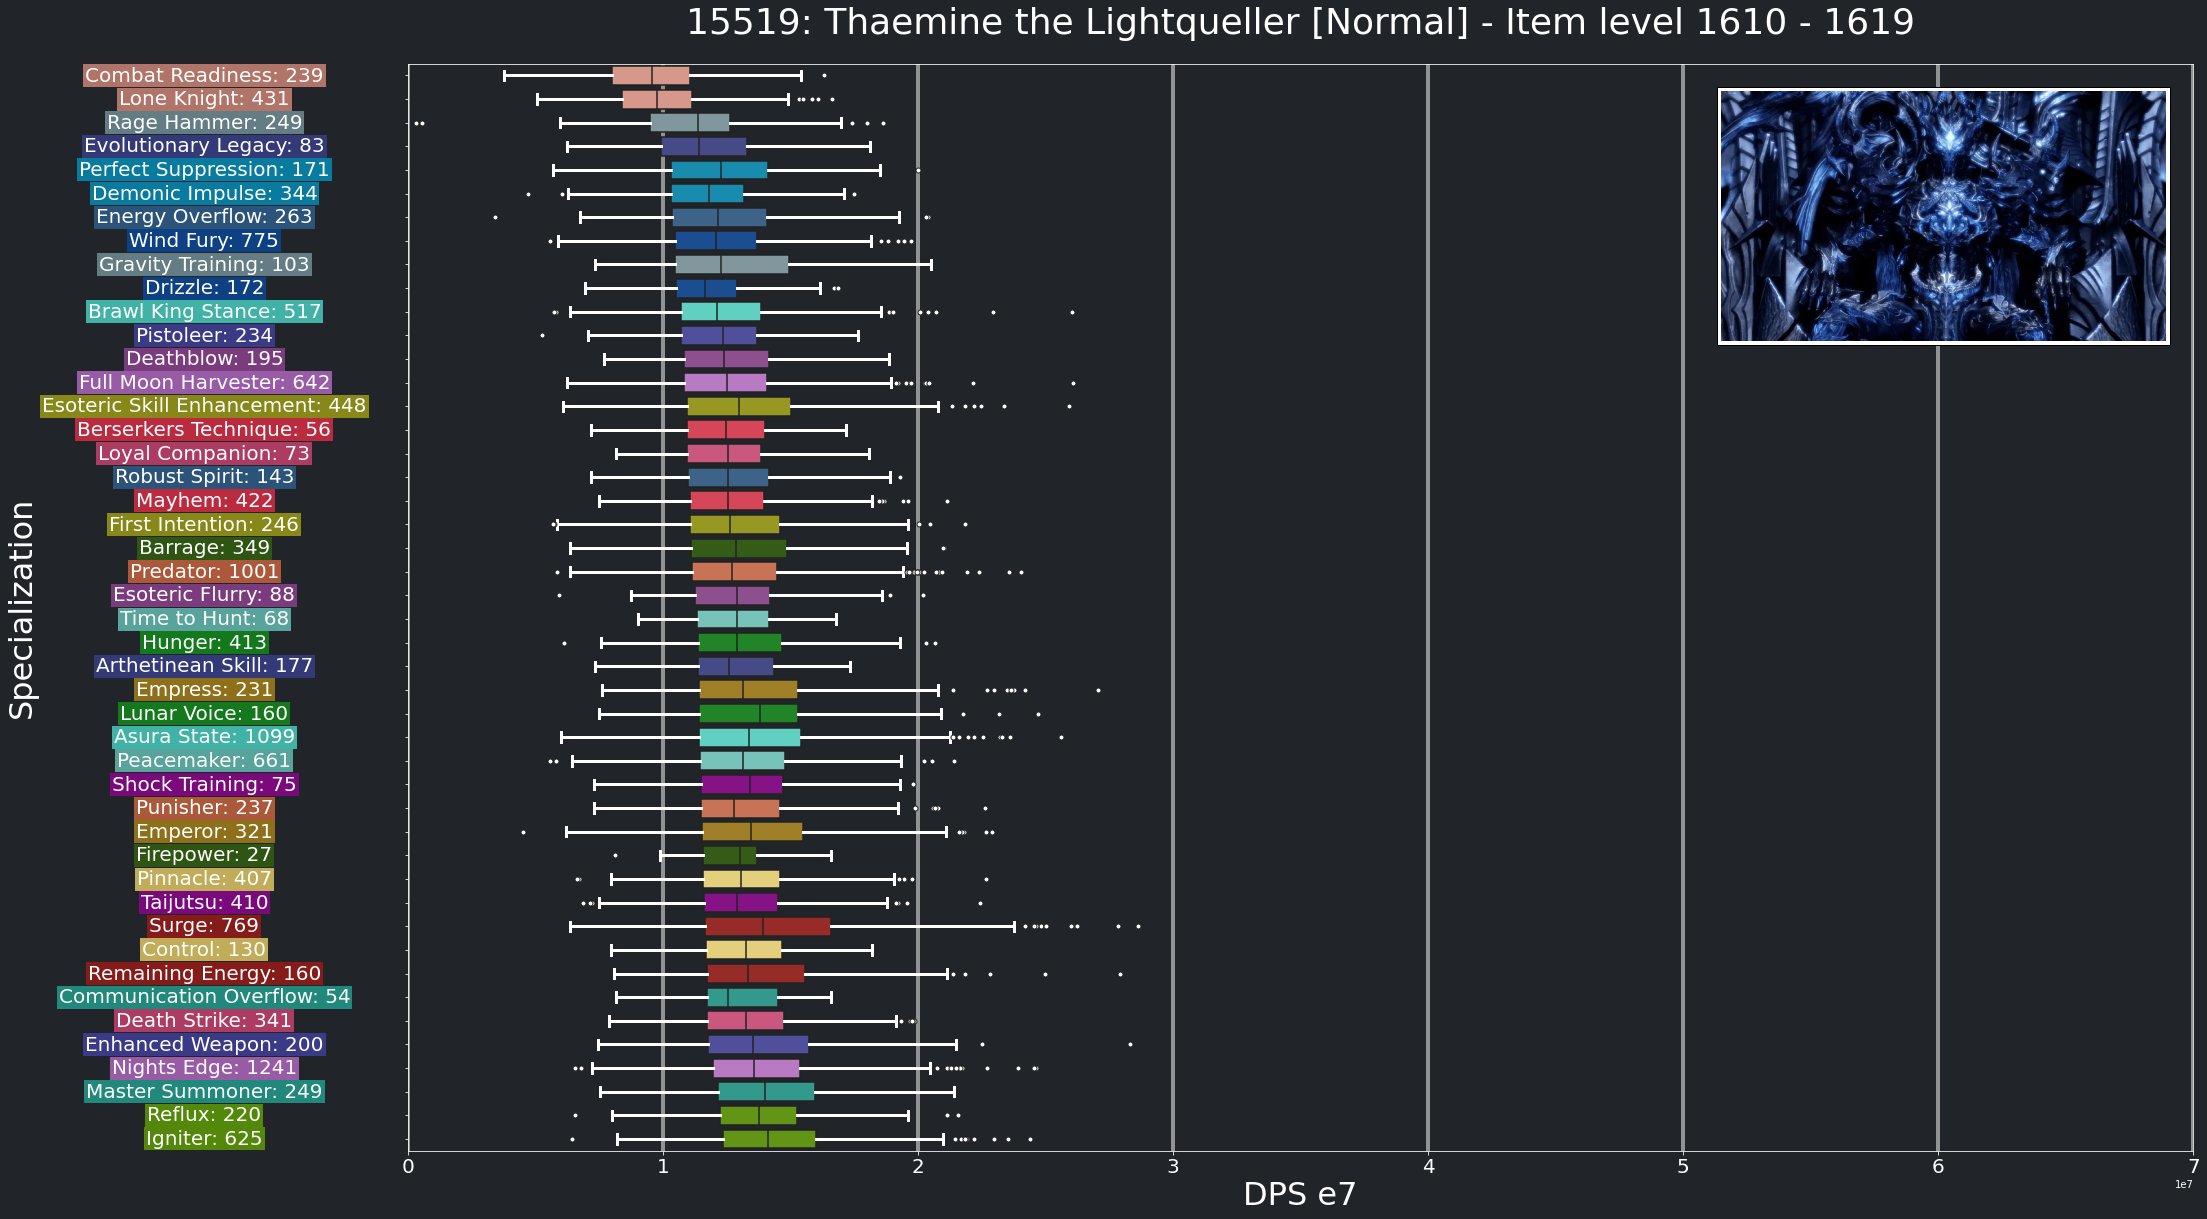 15519: Thaemine the Lightqueller [Normal] - Item level 1610 - 1619
Combat Readiness: 239
Lone Knight: 431
Rage Hammer: 249
Evolutionary Legacy: 83
Perfect Suppression: 171
Demonic Impulse: 344
Energy Overflow: 263
Wind Fury: 775
Gravity Training: 103
Drizzle: 172
Brawl King Stance: 517
Pistoleer: 234
Deathblow: 195
Full Moon Harvester: 642
Esoteric Skill Enhancement: 448
Berserkers Technique: 56
Loyal Companion: 73
Robust Spirit: 143
Mayhem: 422
First Intention: 246
Barrage: 349
Predator: 1001
Esoteric Flurry: 88
Time to Hunt: 68
Hunger: 413
Arthetinean Skill: 177
Empress: 231
Lunar Voice: 160
Asura State: 1099
Peacemaker: 661
Shock Training: 75
Punisher: 237
Emperor: 321
Firepower: 27
Pinnacle: 407
Taijutsu: 410
Surge: 769
Control: 130
Remaining Energy: 160
Communication Overflow: 54
Death Strike: 341
Enhanced Weapon: 200
Nights Edge: 1241
Master Summoner: 249
Reflux: 220
Igniter: 625
Specialization
0 1 2 3 4 5 6 7
1e7
DPS e7